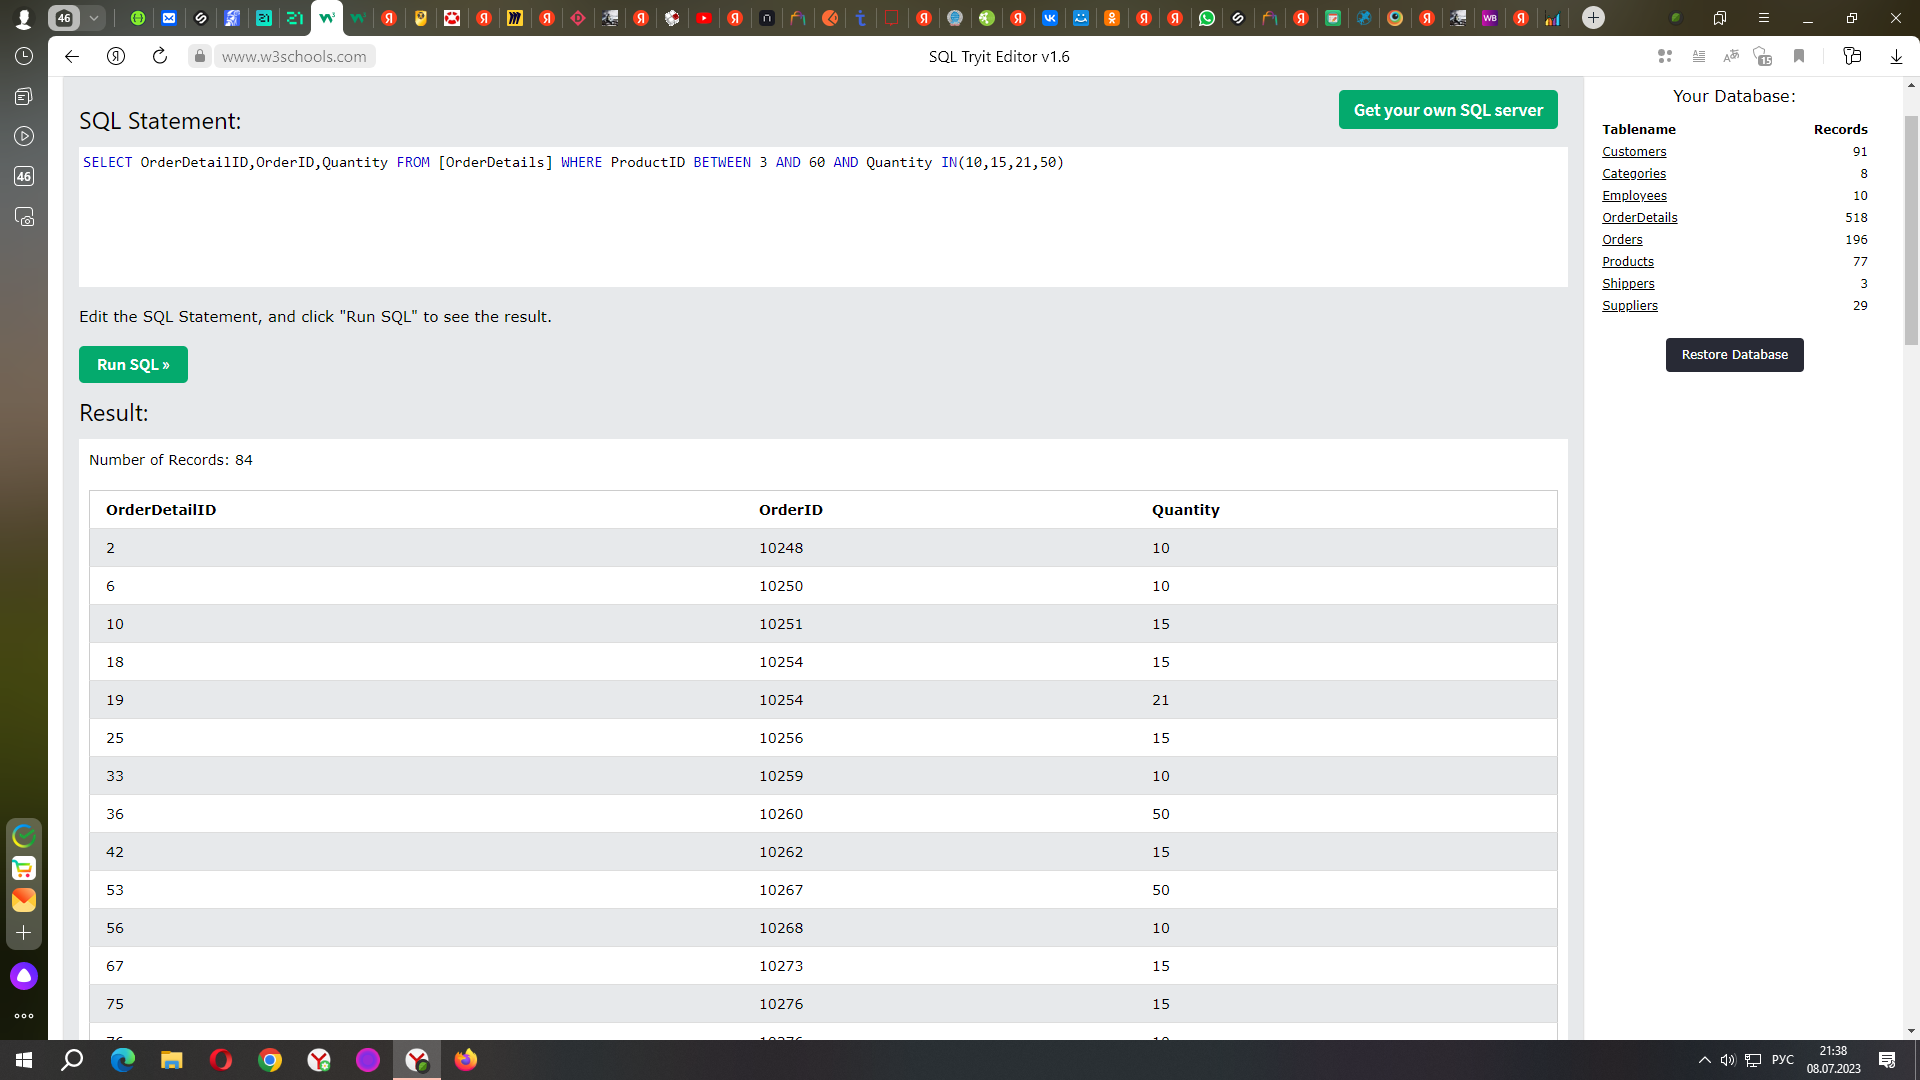 46
www.w3schools.com
SQL Tryit Editor v1.6
15
46
SQL Statement:
Get your own SQL server
SELECT OrderDetailID,OrderID,Quantity FROM [OrderDetails] WHERE ProductID BETWEEN 3 AND 60 AND Quantity IN(10,15,21,50)
Edit the SQL Statement, and click "Run SQL" to see the result.
Run SQL »
Result:
Number of Records: 84
OrderDetailID OrderID Quantity
2 10248 10
6 10250 10
10 10251 15
18 10254 15
19 10254 21
25 10256 15
33 10259 10
36 10260 50
42 10262 15
53 10267 50
56 10268 10
67 10273 15
75 10276 15
76 10276 10
Your Database:
Tablename Records
Customers 91
Categories 8
Employees 10
OrderDetails 518
Orders 196
Products 77
Shippers 3
Suppliers 29
Restore Database
РУС
21:38
08.07.2023